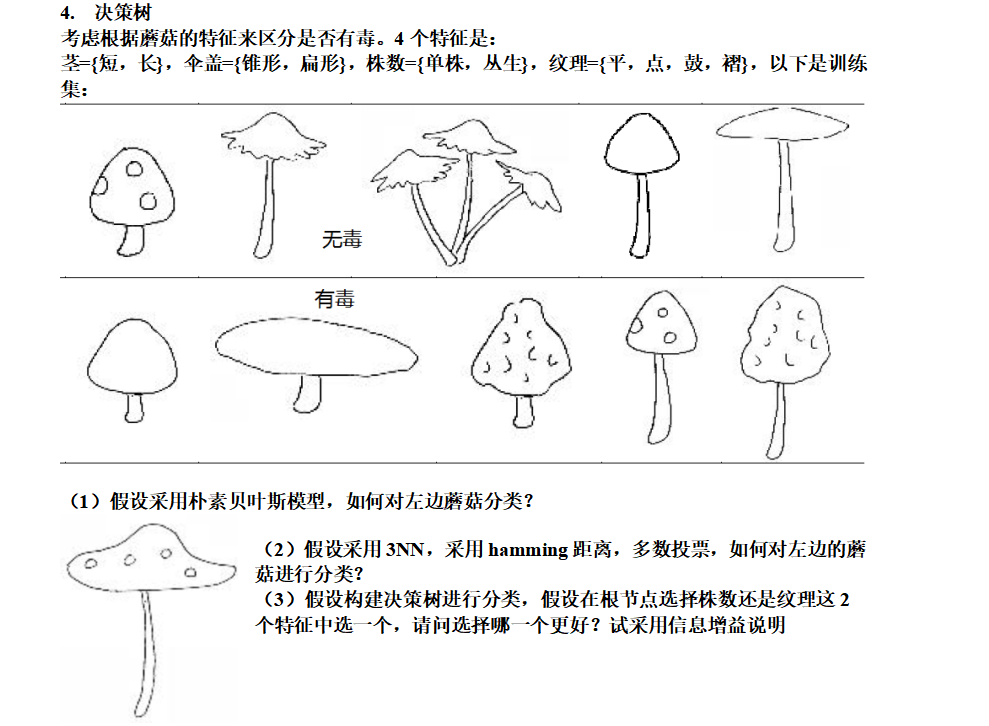 4. 决策树
考虑根据蘑菇的特征来区分是否有毒。4 个特征是：
茎={短，长}，伞盖={锥形，扁形}，株数={单株，丛生}，纹理={平，点，鼓，褶}，以下是训练
集：
无毒
有毒
（1）假设采用朴素贝叶斯模型，如何对左边蘑菇分类？
（2）假设采用 3NN，采用 hamming 距离，多数投票，如何对左边的蘑
菇进行分类？
（3）假设构建决策树进行分类，假设在根节点选择株数还是纹理这 2
个特征中选一个，请问选择哪一个更好？试采用信息增益说明